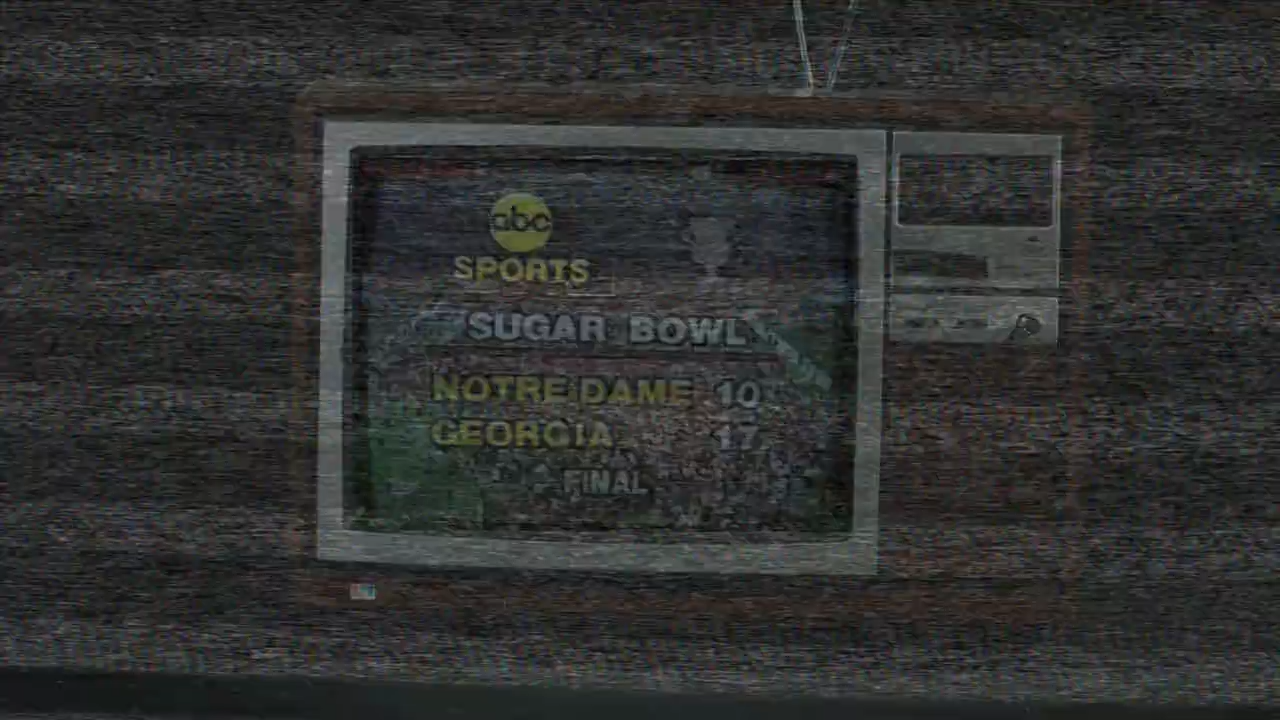 abc
SPORTS
SUGAR BOWL
NOTRE DAME 10
GEORGIA 17
FINAL